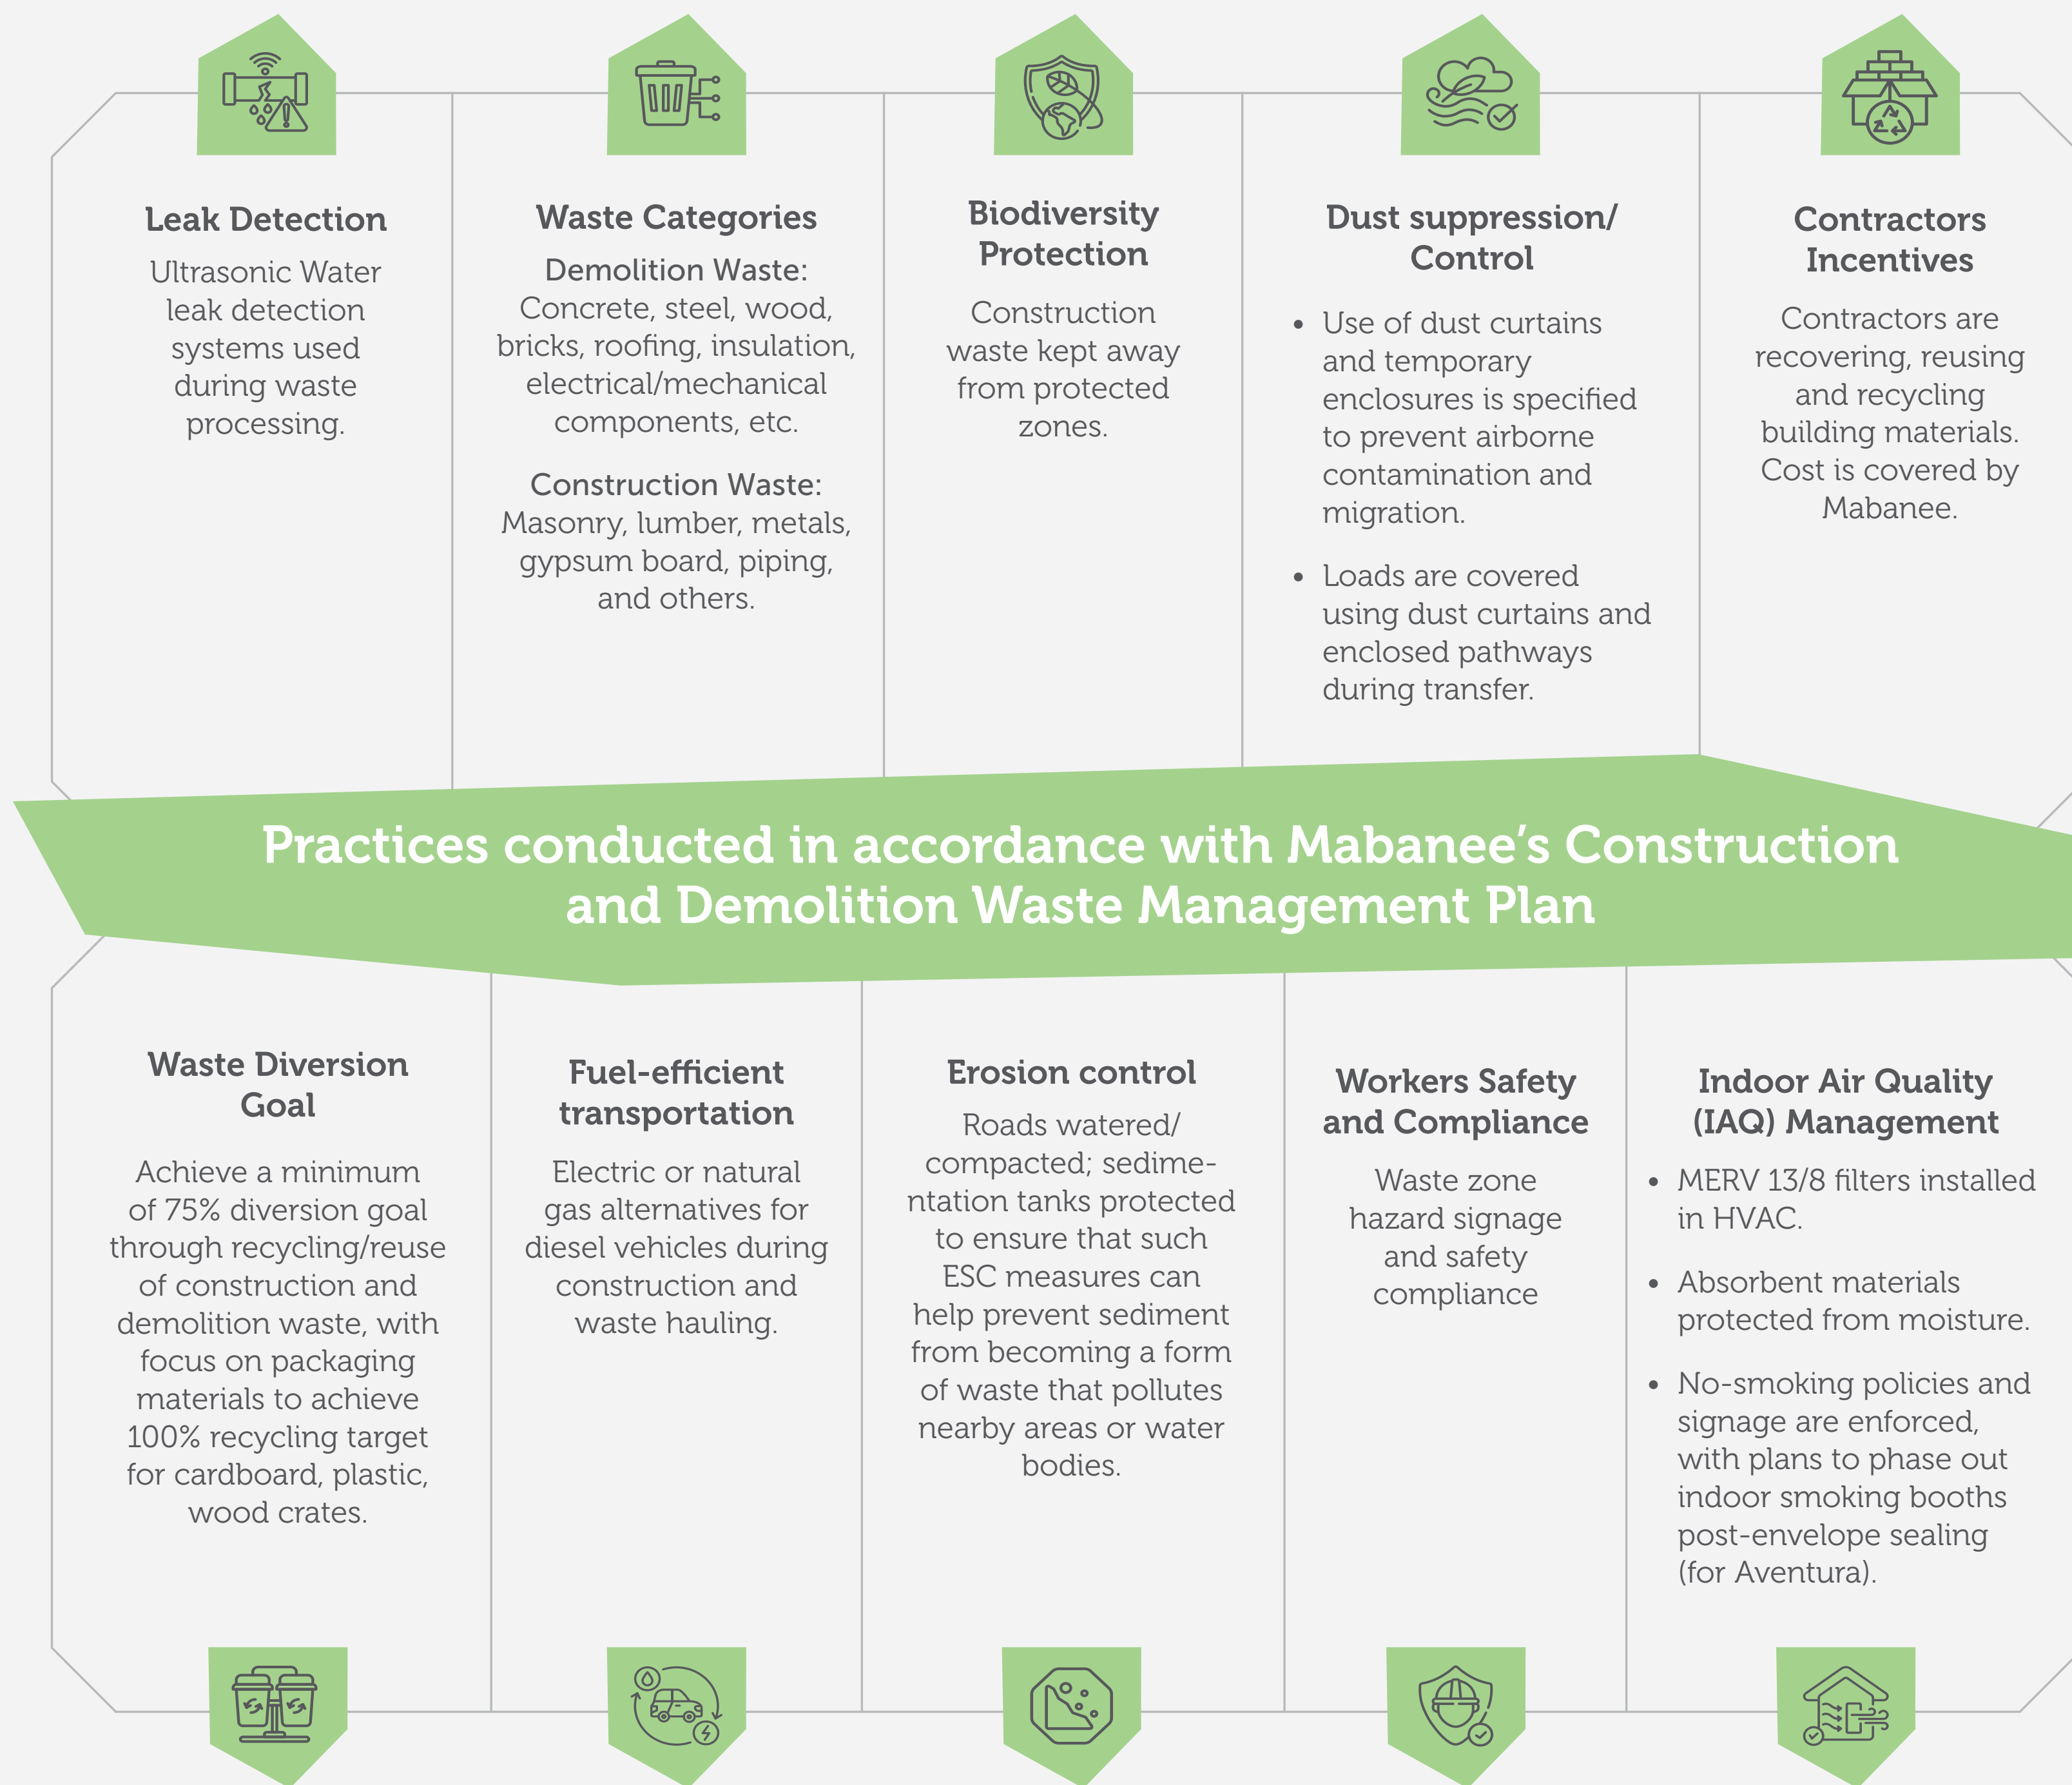 Leak Detection
Ultrasonic Water
leak detection
systems used
during waste
processing.
Waste Categories
Demolition Waste:
Concrete, steel, wood,
bricks, roofing, insulation,
electrical/mechanical
components, etc.
Construction Waste:
Masonry, lumber, metals,
gypsum board, piping,
and others.
Biodiversity
Protection
Construction
waste kept away
from protected
zones.
Dust suppression/
Control
• Use of dust curtains
and temporary
enclosures is specified
to prevent airborne
contamination and
migration.
• Loads are covered
using dust curtains and
enclosed pathways
during transfer.
Contractors
Incentives
Contractors are
recovering, reusing
and recycling
building materials.
Cost is covered by
Mabanee.
Practices conducted in accordance with Mabanee’s Construction
and Demolition Waste Management Plan
Waste Diversion
Goal
Achieve a minimum
of 75% diversion goal
through recycling/reuse
of construction and
demolition waste, with
focus on packaging
materials to achieve
100% recycling target
for cardboard, plastic,
wood crates.
Fuel-efficient
transportation
Electric or natural
gas alternatives for
diesel vehicles during
construction and
waste hauling.
Erosion control
Roads watered/
compacted; sedime-
ntation tanks protected
to ensure that such
ESC measures can
help prevent sediment
from becoming a form
of waste that pollutes
nearby areas or water
bodies.
Workers Safety
and Compliance
Waste zone
hazard signage
and safety
compliance
Indoor Air Quality
(IAQ) Management
• MERV 13/8 filters installed
in HVAC.
• Absorbent materials
protected from moisture.
• No-smoking policies and
signage are enforced,
with plans to phase out
indoor smoking booths
post-envelope sealing
(for Aventura).